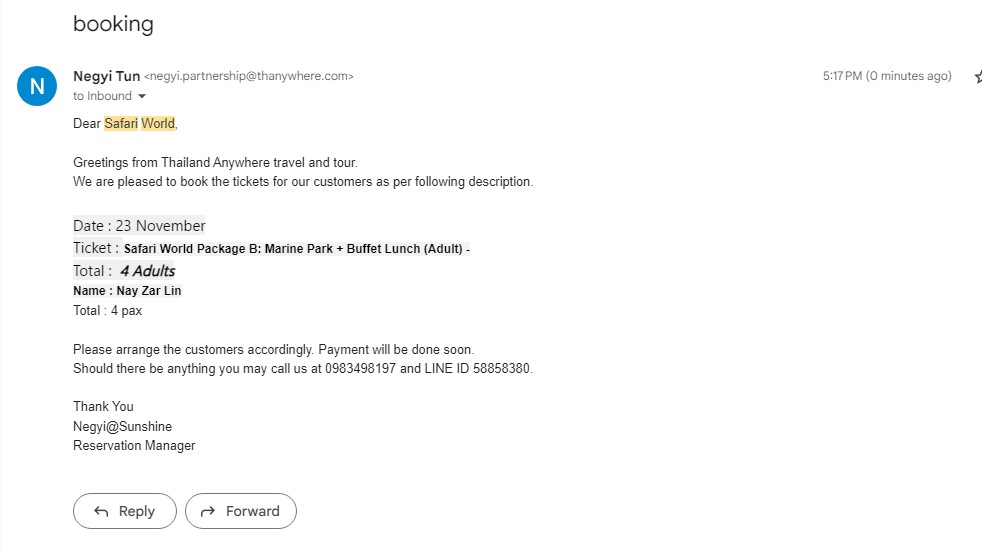 booking
N
Negyi Tun <negyi.partnership@thanywhere.com>
5:17 PM (0 minutes ago)
to Inbound
Dear Safari World,
Greetings from Thailand Anywhere travel and tour.
We are pleased to book the tickets for our customers as per following description.
Date : 23 November
Ticket : Safari World Package B: Marine Park + Buffet Lunch (Adult) -
Total : 4 Adults
Name : Nay Zar Lin
Total : 4 pax
Please arrange the customers accordingly. Payment will be done soon.
Should there be anything you may call us at 0983498197 and LINE ID 58858380.
Thank You
Negyi@Sunshine
Reservation Manager
Reply
Forward